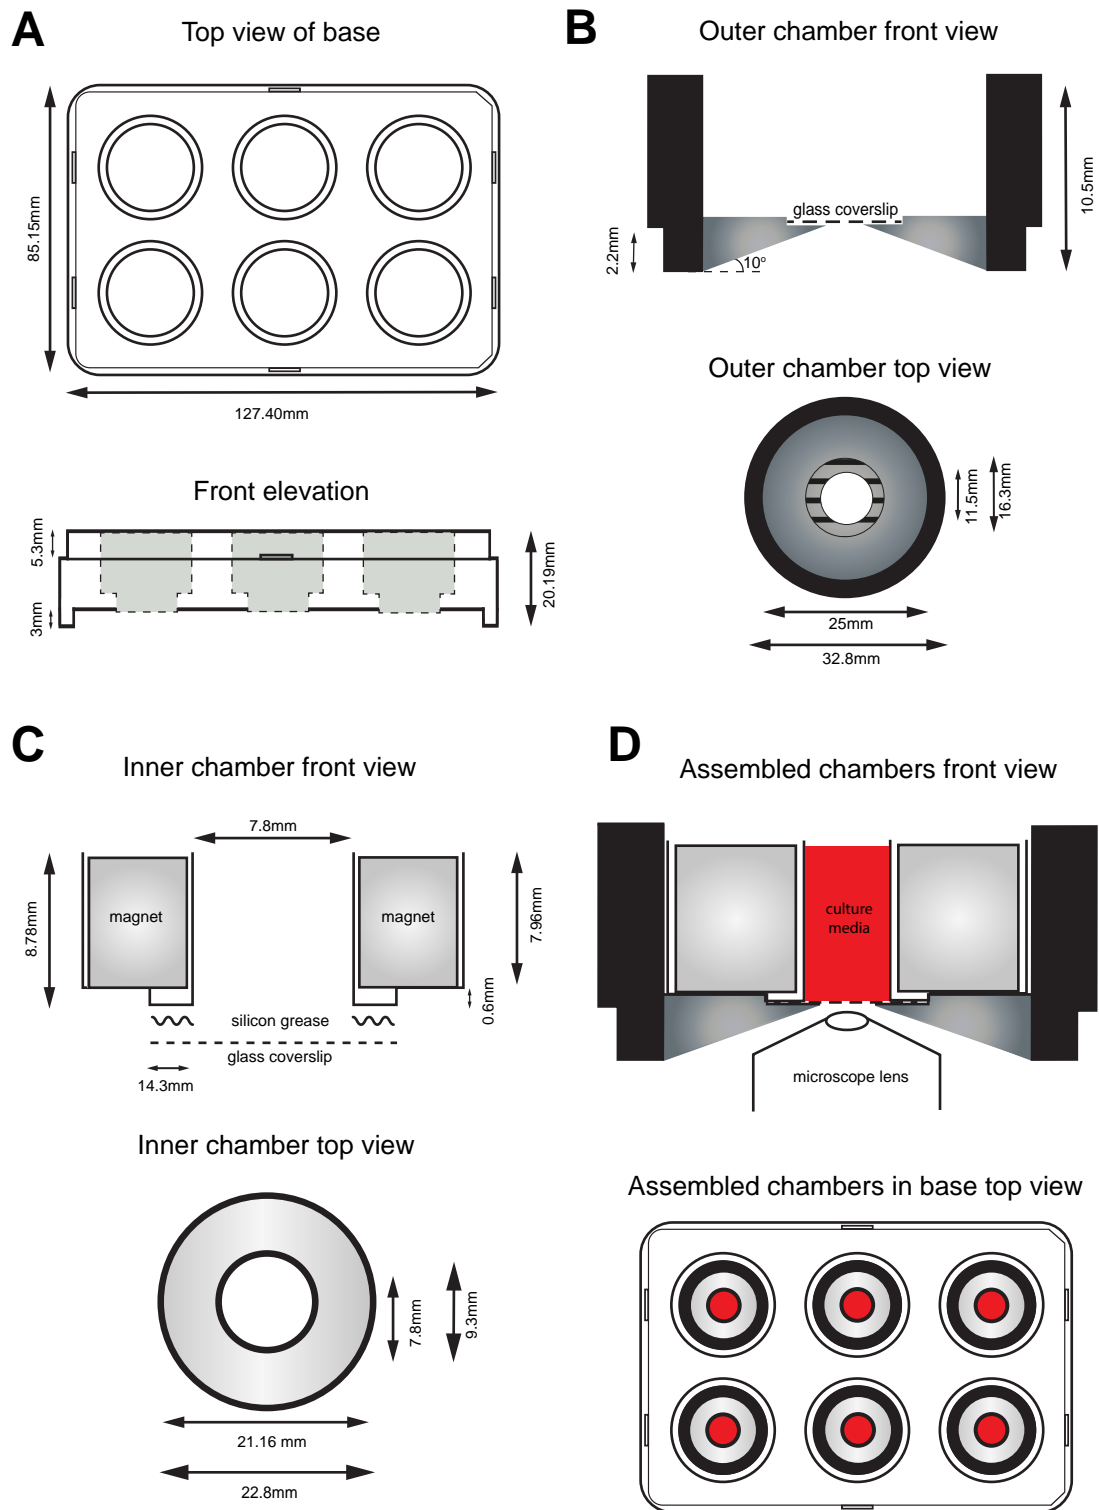 A
Top view of base
85.15mm
127.40mm
Front elevation
5.3mm
3mm
20.19mm
B
Outer chamber front view
glass coverslip
10.5mm
2.2mm
10°
Outer chamber top view
11.5mm
16.3mm
25mm
32.8mm
C
Inner chamber front view
7.8mm
8.78mm
magnet
magnet
7.96mm
0.6mm
silicon grease
glass coverslip
14.3mm
Inner chamber top view
7.8mm
9.3mm
21.16 mm
22.8mm
D
Assembled chambers front view
culture
media
microscope lens
Assembled chambers in base top view